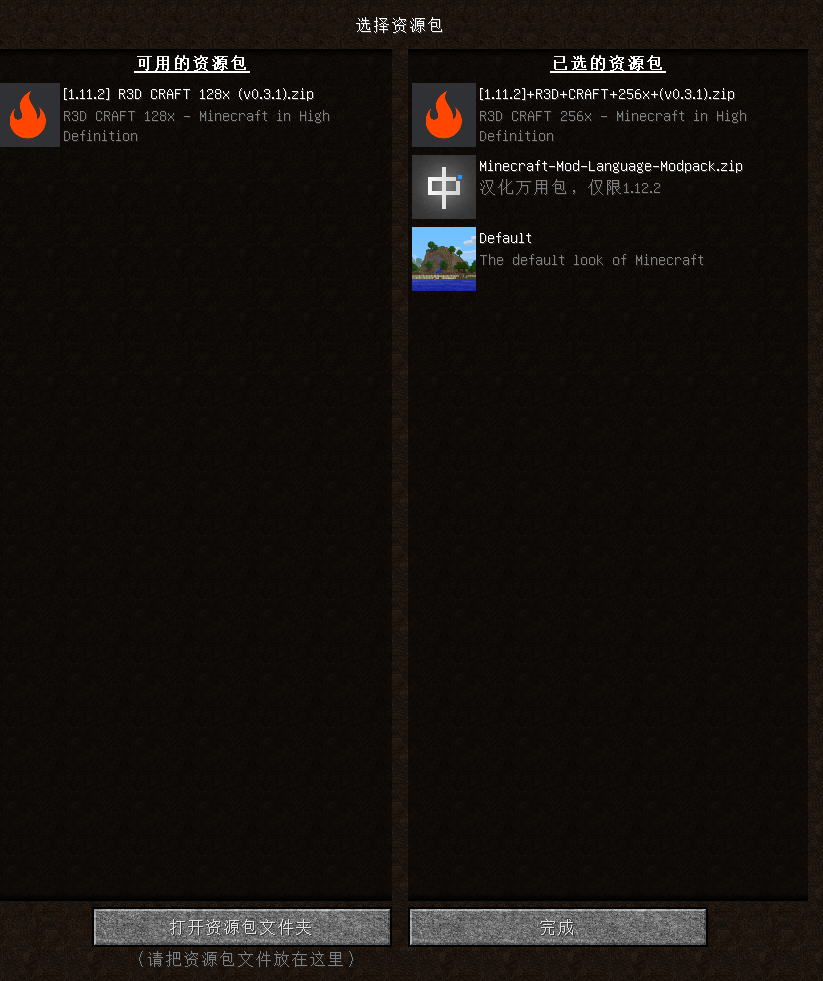 选择资源包
可用的资源包
[1.11.2] R3D CRAFT 128x (v0.3.1).zip
R3D CRAFT 128x - Minecraft in High
Definition
已选的资源包
[1.11.2]+R3D+CRAFT+256x+(v0.3.1).zip
R3D CRAFT 256x - Minecraft in High
Definition
Minecraft-Mod-Language-Modpack.zip
汉化万用包，仅限1.12.2
Default
The default look of Minecraft
打开资源包文件夹
完成
（请把资源包文件放在这里）